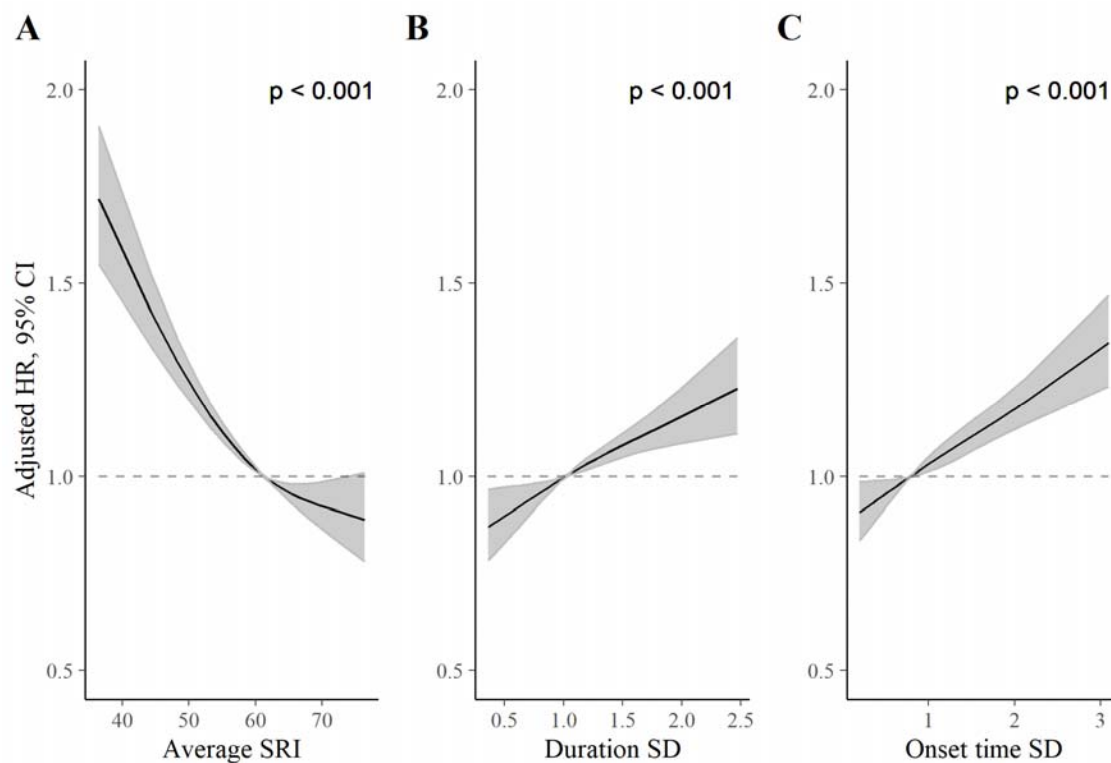 A
B
C
p < 0.001
p < 0.001
p < 0.001
Adjusted HR, 95% CI
2.0
1.5
1.0
0.5
2.0
1.5
1.0
0.5
2.0
1.5
1.0
0.5
40 50 60 70
0.5 1.0 1.5 2.0 2.5
1 2 3
Average SRI
Duration SD
Onset time SD